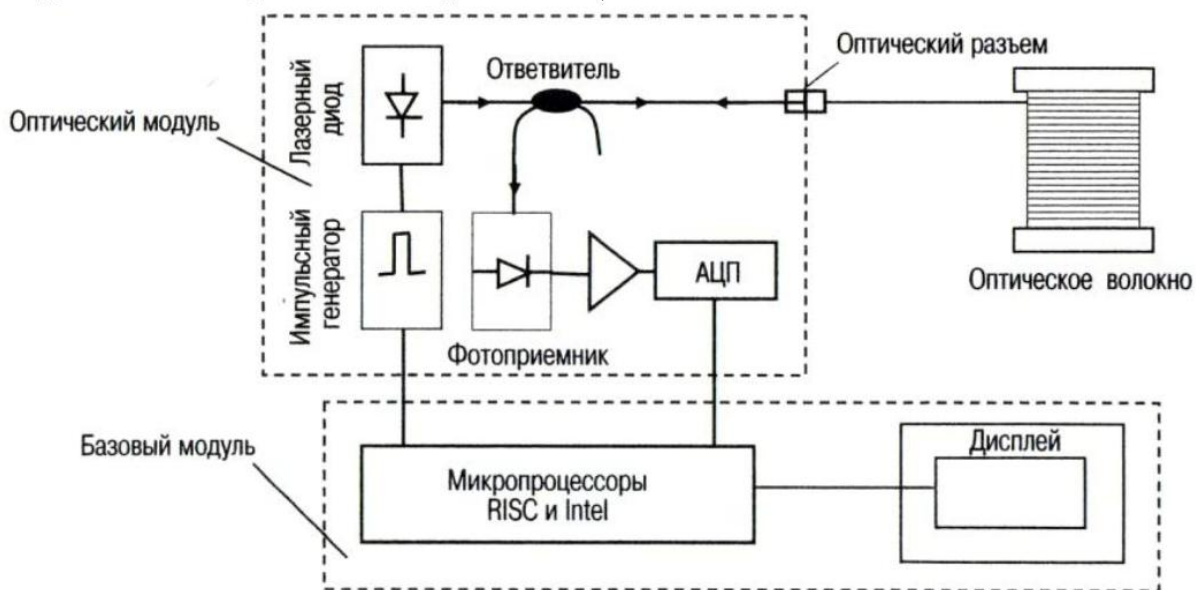 Оптический разъем
Ответвитель
Лазерный
диод
Оптический модуль
Импульсный
генератор
АЦП
Оптическое волокно
Фотоприемник
Базовый модуль
Дисплей
Микропроцессоры
RISC и Intel